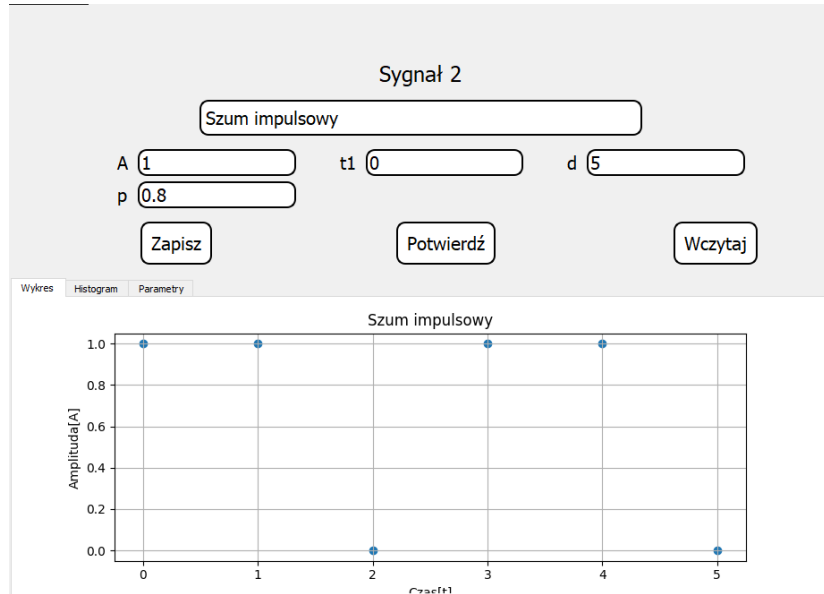 Sygnał 2
Szum impulsowy
A 1 t1 0 d 5
p 0.8
Zapisz Potwierdź Wczytaj
Wykres Histogram Parametry
Szum impulsowy
1.0
0.8
0.6
0.4
0.2
0.0
Amplituda[A]
0 1 2 3 4 5
Czas[t]